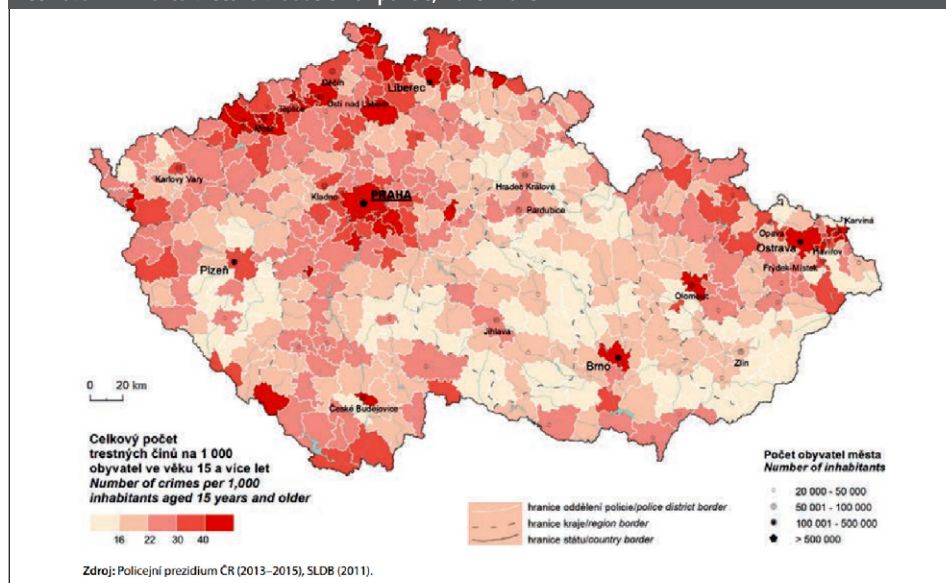 Děčín
Liberec
Teplice
Ústí nad Labem
Most
Karlovy Vary
Kladno
PRAHA
Hradec Králové
Pardubice
Plzeň
Opava
Karviná
Ostrava
Havířov
Frýdek-Místek
Olomouc
Jihlava
Brno
Zlín
České Budějovice
0 20 km
Celkový počet
trestných činů na 1 000
obyvatel ve věku 15 a více let
Number of crimes per 1,000
inhabitants aged 15 years and older
16 22 30 40
hranice oddělení policie/police district border
hranice kraje/region border
hranice státu/country border
Počet obyvatel města
Number of inhabitants
20 000 - 50 000
50 001 - 100 000
100 001 - 500 000
> 500 000
Zdroj: Policejní prezidium ČR (2013–2015), SLDB (2011).